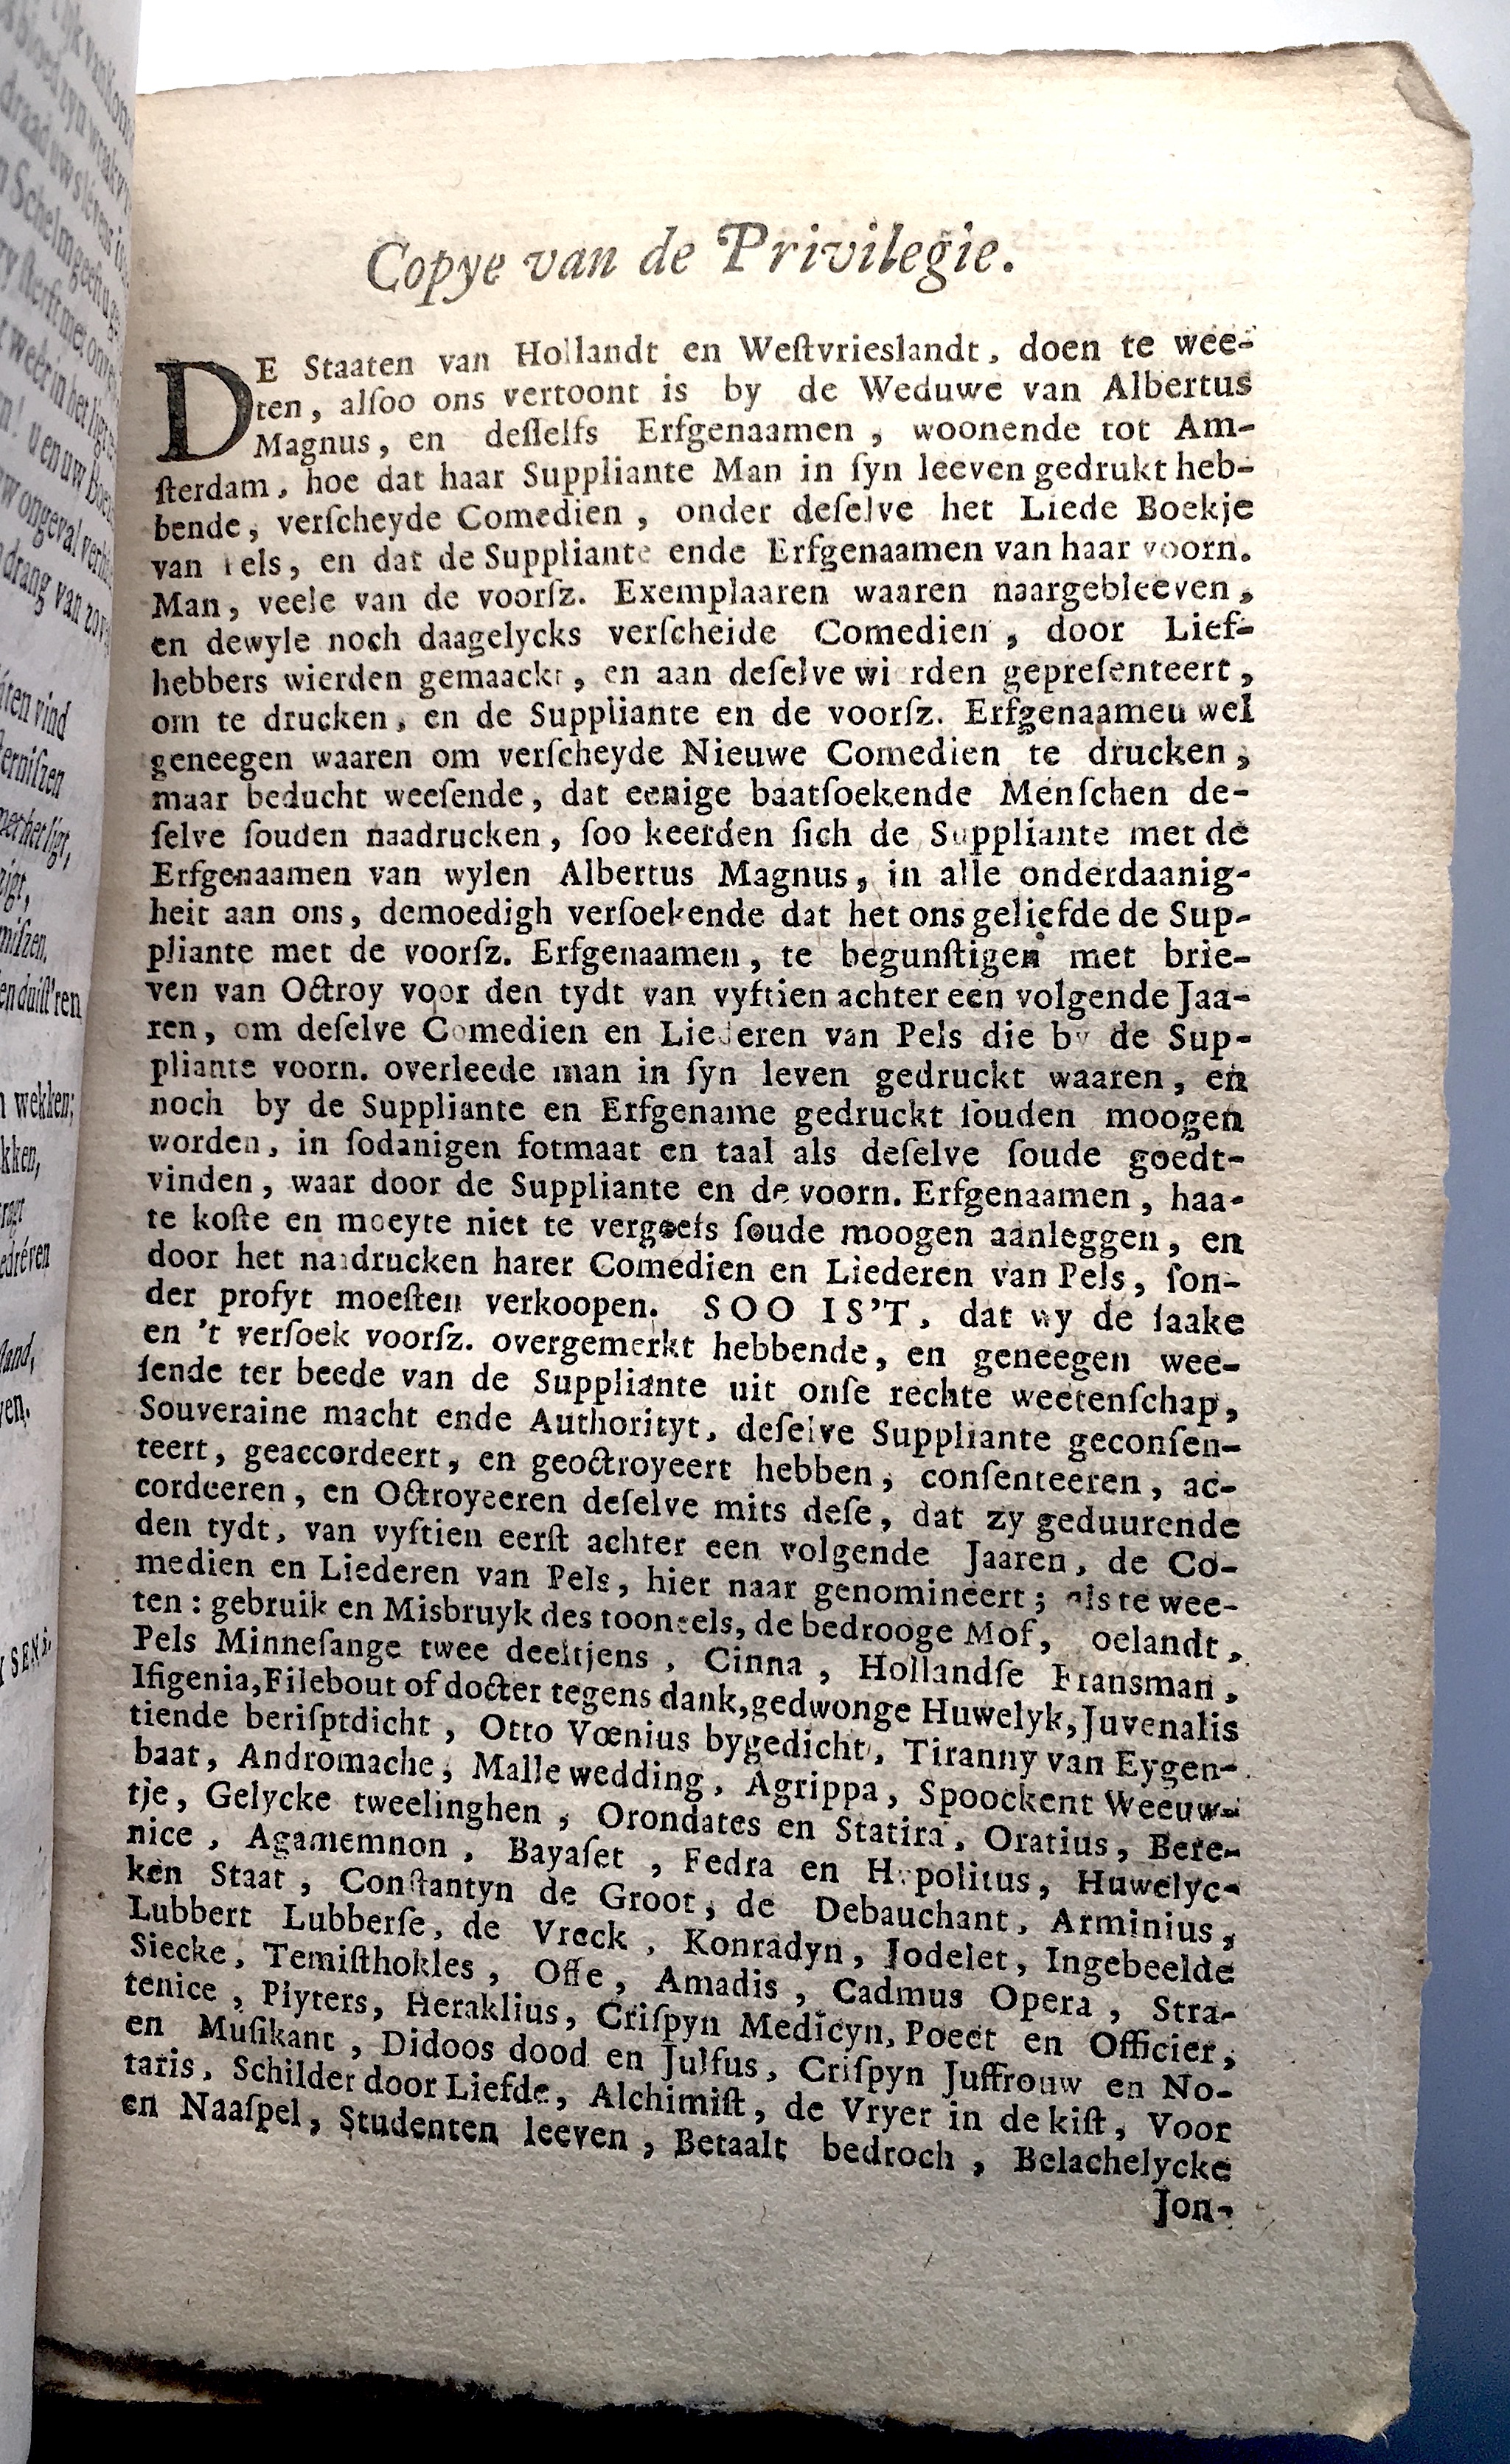 Copye van de Privilegie.
DE Staaten van Hollandt en Weſtvrieslandt, doen te wee-
ten, alſoo ons vertoont is by de Weduwe van Albertus
Magnus, en deſſelfs Erfgenaamen, woonende tot Am-
ſterdam, hoe dat haar Suppliante Man in ſyn leeven gedrukt heb-
bende, verſcheyde Comedien, onder deſelve het Liede Boekje
van els, en dat de Suppliante ende Erfgenaamen van haar voorn.
Man, veele van de voorſz. Exemplaaren waaren naargebleeven,
en dewyle noch daagelycks verſcheide Comedien, door Lief-
hebbers wierden gemaackt, en aan deſelve wi rden gepreſenteert,
om te drucken, en de Suppliante en de voorſz. Erfgenaameu wel
geneegen waaren om verſcheyde Nieuwe Comedien te drucken,
maar beducht weeſende, dat eenige baatſoekende Menſchen de-
ſelve ſouden naadrucken, ſoo keerden ſich de Suppliante met de
Erfgenaamen van wylen Albertus Magnus, in alle onderdaanig-
heit aan ons, demoedigh verſoekende dat het ons geliefde de Sup-
pliante met de voorſz. Erfgenaamen, te begunſtigen met brie-
ven van Octroy voor den tydt van vyftien achter een volgende Jaa-
ren, om deſelve Comedien en Liederen van Pels die by de Sup-
pliante voorn. overleede man in ſyn leven gedruckt waaren, en
noch by de Suppliante en Erfgename gedruckt ſouden moogen
worden, in ſodanigen fotmaat en taal als deſelve ſoude goedt-
vinden, waar door de Suppliante en de voorn. Erfgenaamen, haa-
te koſte en moeyte niet te vergeefs ſoude moogen aanleggen, en
door het naadrucken harer Comedien en Liederen van Pels, ſon-
der profyt moeſten verkoopen. SOO IS'T, dat wy de ſaake
en 't verſoek voorſz. overgemerkt hebbende, en geneegen wee-
ſende ter beede van de Suppliante uit onſe rechte weetenſchap,
Souveraine macht ende Authorityt, deſelve Suppliante geconſen-
teert, geaccordeert, en geoctroyeert hebben, conſenteeren, ac-
cordeeren, en Octroyeeren deſelve mits deſe, dat zy geduurende
den tydt, van vyftien eerſt achter een volgende Jaaren, de Co-
medien en Liederen van Pels, hier naar genomineert; als te wee-
ten: gebruik en Misbruyk des tooneels, de bedrooge Mof, oelandt,
Pels Minneſange twee deeltjens, Cinna, Hollandſe Fransman,
Ifigenia, Filebout of docter tegens dank, gedwonge Huwelyk, Juvenalis
tiende beriſptdicht, Otto Vœnius bygedicht, Tiranny van Eygen-
baat, Andromache, Malle wedding, Agrippa, Spoockent Weeuw-
tje, Gelycke tweelinghen, Orondates en Statira, Oratius, Bere-
nice, Agamemnon, Bayaſet, Fedra en Hypolitus, Huwelyc-
ken Staat, Conſtantyn de Groot, de Debauchant, Arminius,
Lubbert Lubberſe, de Vreck, Konradyn, Jodelet, Ingebeelde
Siecke, Temiſthokles, Oſſe, Amadis, Cadmus Opera, Stra-
tenice, Piyters, Heraklius, Criſpyn Medicyn, Poeet en Officier,
en Muſikant, Didoos dood en Julfus, Criſpyn Juffrouw en No-
taris, Schilder door Liefde, Alchimiſt, de Vryer in de kiſt, Voor
en Naaſpel, Studenten leeven, Betaalt bedroch, Belachelycke
Jon-